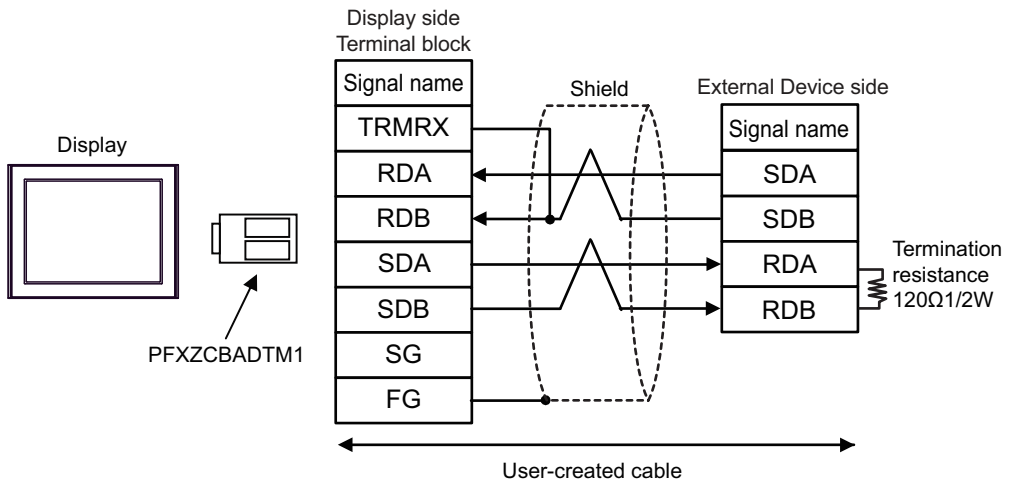 Display side
Terminal block
Signal name
Shield
External Device side
TRMRX
Signal name
Display
RDA
SDA
RDB
SDB
SDA
RDA
Termination
resistance
120Ω1/2W
SDB
RDB
PFXZCBADTM1
SG
FG
User-created cable